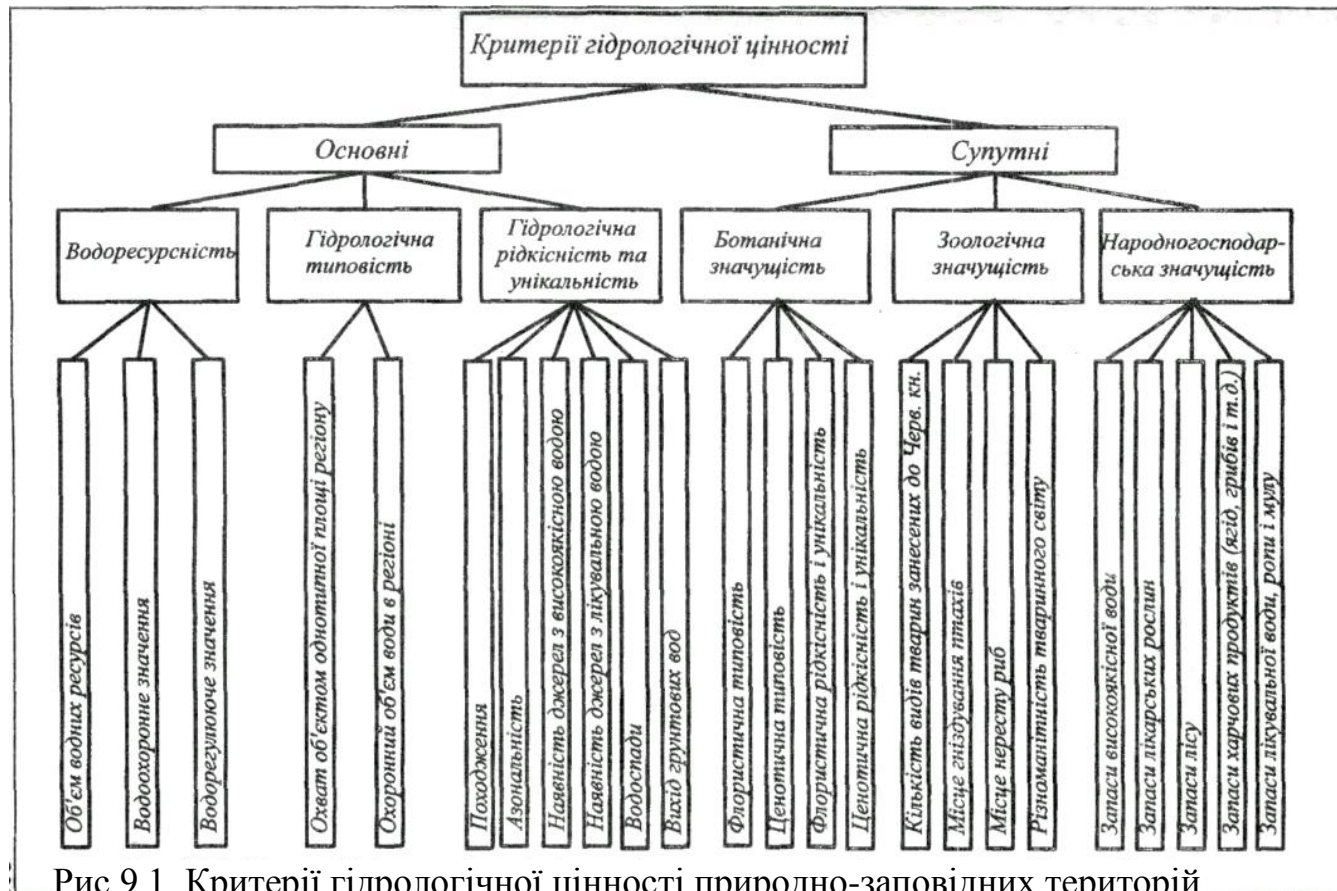 Критерії гідрологічної цінності
Основні
Супутні
Водоресурсність
Гідрологічна
типовість
Гідрологічна
рідкісність та
унікальність
Ботанічна
значущість
Зоологічна
значущість
Народногосподар-
ська значущість
Об'єм водних ресурсів
Водоохоронне значення
Водорегулююче значення
Охват об'єктом однотипної площі регіону
Охоронний об'єм води в регіоні
Походження
Азональність
Наявність джерел з високоякісною водою
Наявність джерел з лікувальною водою
Водоспади
Вихід грунтових вод
Флористична типовість
Ценотична типовість
Флористична рідкісність і унікальність
Ценотична рідкісність і унікальність
Кількість видів тварин занесених до Черв. кн.
Місце гніздування птахів
Місце нересту риб
Різноманітність тваринного світу
Запаси високоякісної води
Запаси лікарських рослин
Запаси лісу
Запаси харчових продуктів (ягід, грибів і т.д.)
Запаси лікувальної води, ропи і мулу
Рис 9.1. Критерії гідрологічної цінності природно-заповідних територій